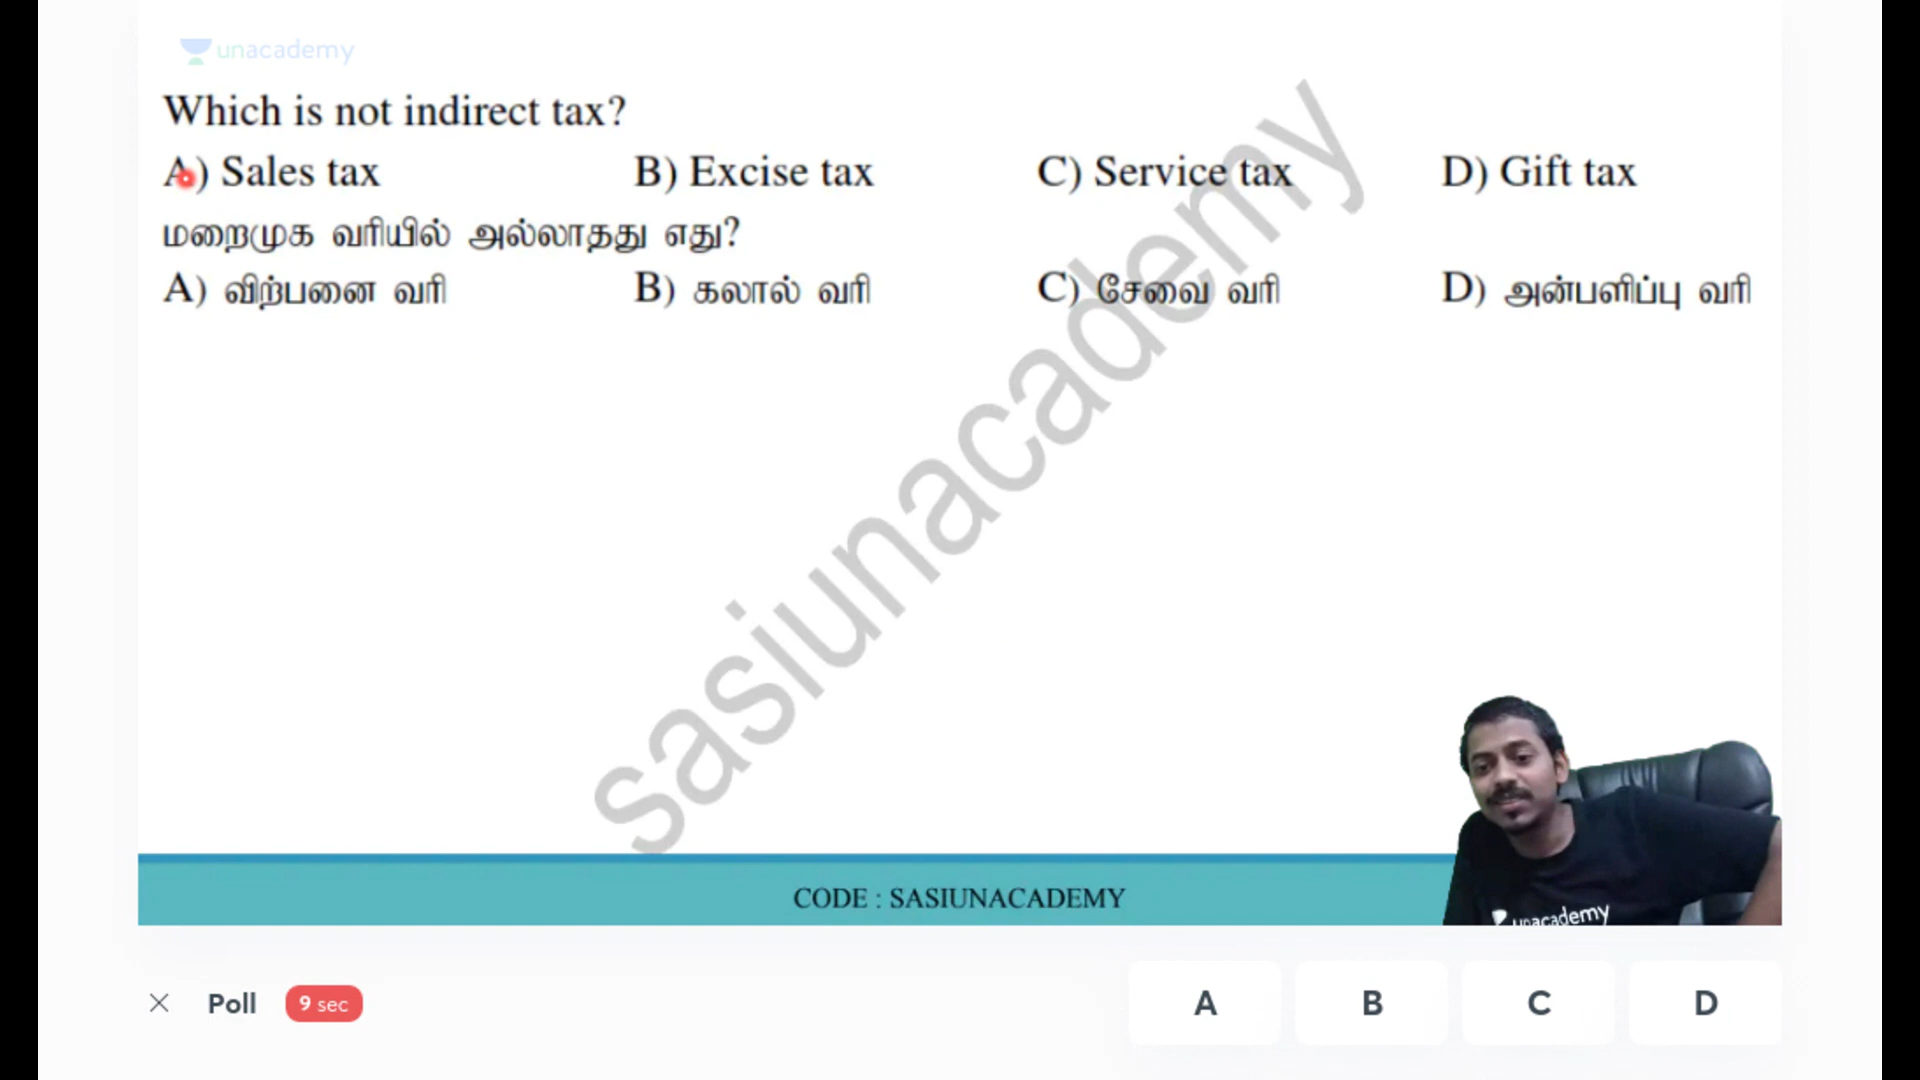 unacademy
Which is not indirect tax?
A) Sales tax B) Excise tax C) Service tax D) Gift tax
மறைமுக வரியில் அல்லாதது எது?
A) விற்பனை வரி B) கலால் வரி C) சேவை வரி D) அன்பளிப்பு வரி
sasiunacademy
CODE : SASIUNACADEMY
unacademy
Poll 9 sec A B C D